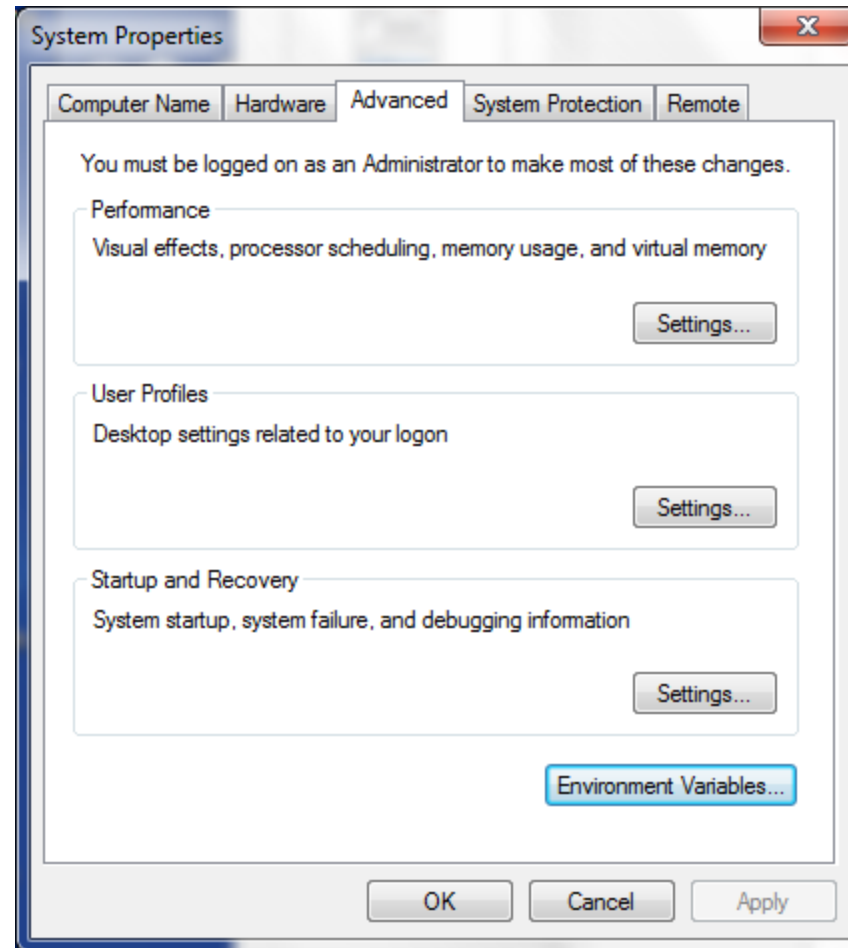 System Properties
Computer Name Hardware Advanced System Protection Remote
You must be logged on as an Administrator to make most of these changes.
Performance
Visual effects, processor scheduling, memory usage, and virtual memory
Settings...
User Profiles
Desktop settings related to your logon
Settings...
Startup and Recovery
System startup, system failure, and debugging information
Settings...
Environment Variables...
OK Cancel Apply